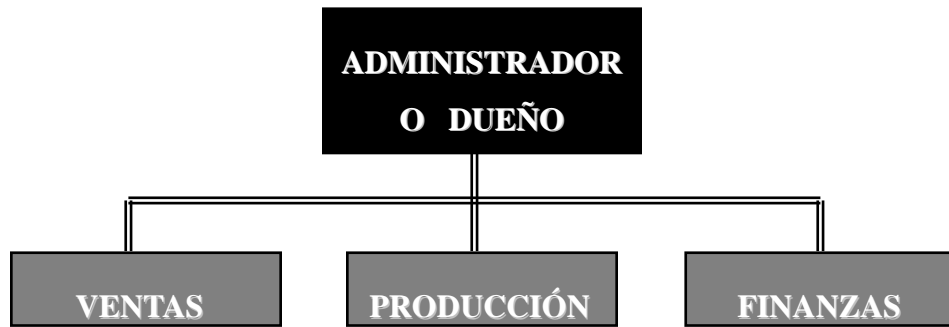 ADMINISTRADOR
O DUEÑO
VENTAS
PRODUCCIÓN
FINANZAS